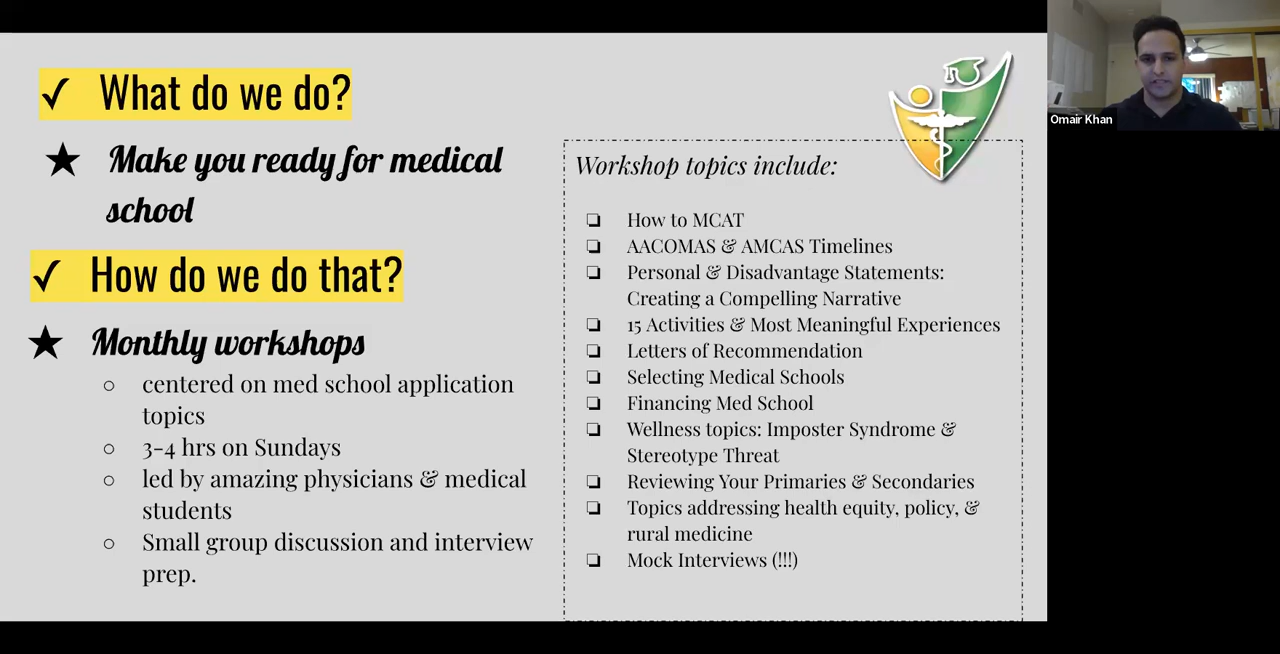 ✓ What do we do?
★ Make you ready for medical
school
✓ How do we do that?
★ Monthly workshops
○ centered on med school application
topics
○ 3-4 hrs on Sundays
○ led by amazing physicians & medical
students
○ Small group discussion and interview
prep.
Workshop topics include:
❏ How to MCAT
❏ AACOMAS & AMCAS Timelines
❏ Personal & Disadvantage Statements:
Creating a Compelling Narrative
❏ 15 Activities & Most Meaningful Experiences
❏ Letters of Recommendation
❏ Selecting Medical Schools
❏ Financing Med School
❏ Wellness topics: Imposter Syndrome &
Stereotype Threat
❏ Reviewing Your Primaries & Secondaries
❏ Topics addressing health equity, policy, &
rural medicine
❏ Mock Interviews (!!!)
Omair Khan